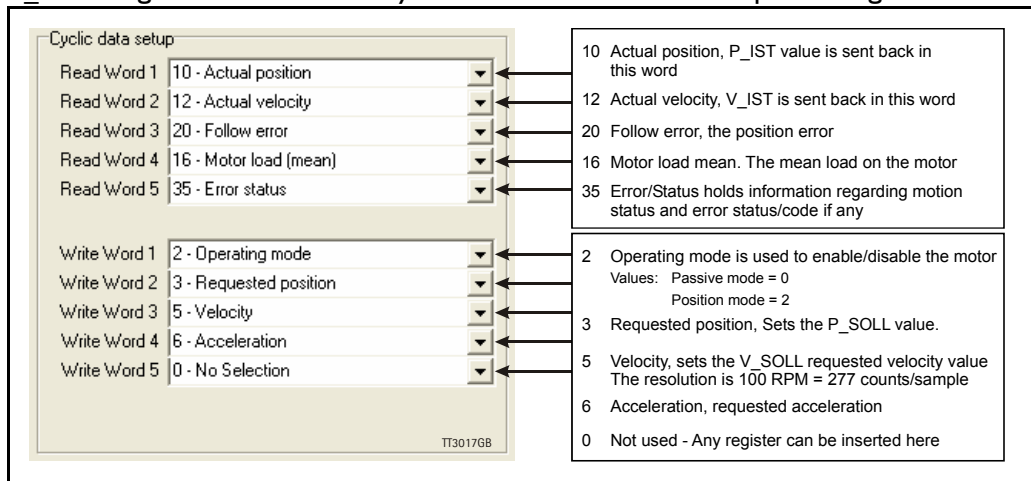 Cyclic data setup
Read Word 1 10 - Actual position
Read Word 2 12 - Actual velocity
Read Word 3 20 - Follow error
Read Word 4 16 - Motor load (mean)
Read Word 5 35 - Error status
Write Word 1 2 - Operating mode
Write Word 2 3 - Requested position
Write Word 3 5 - Velocity
Write Word 4 6 - Acceleration
Write Word 5 0 - No Selection
TT3017GB
10 Actual position, P_IST value is sent back in
this word
12 Actual velocity, V_IST is sent back in this word
20 Follow error, the position error
16 Motor load mean. The mean load on the motor
35 Error/Status holds information regarding motion
status and error status/code if any
2 Operating mode is used to enable/disable the motor
Values: Passive mode = 0
Position mode = 2
3 Requested position, Sets the P_SOLL value.
5 Velocity, sets the V_SOLL requested velocity value
The resolution is 100 RPM = 277 counts/sample
6 Acceleration, requested acceleration
0 Not used - Any register can be inserted here